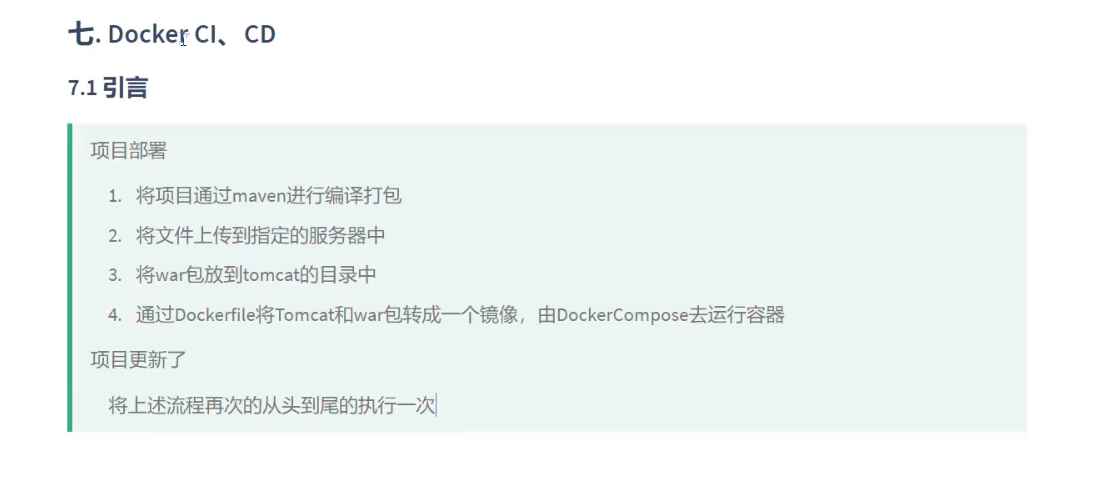 七. Docker CI、CD
7.1 引言
项目部署
1. 将项目通过maven进行编译打包
2. 将文件上传到指定的服务器中
3. 将war包放到tomcat的目录中
4. 通过Dockerfile将Tomcat和war包转成一个镜像，由DockerCompose去运行容器
项目更新了
将上述流程再次的从头到尾的执行一次